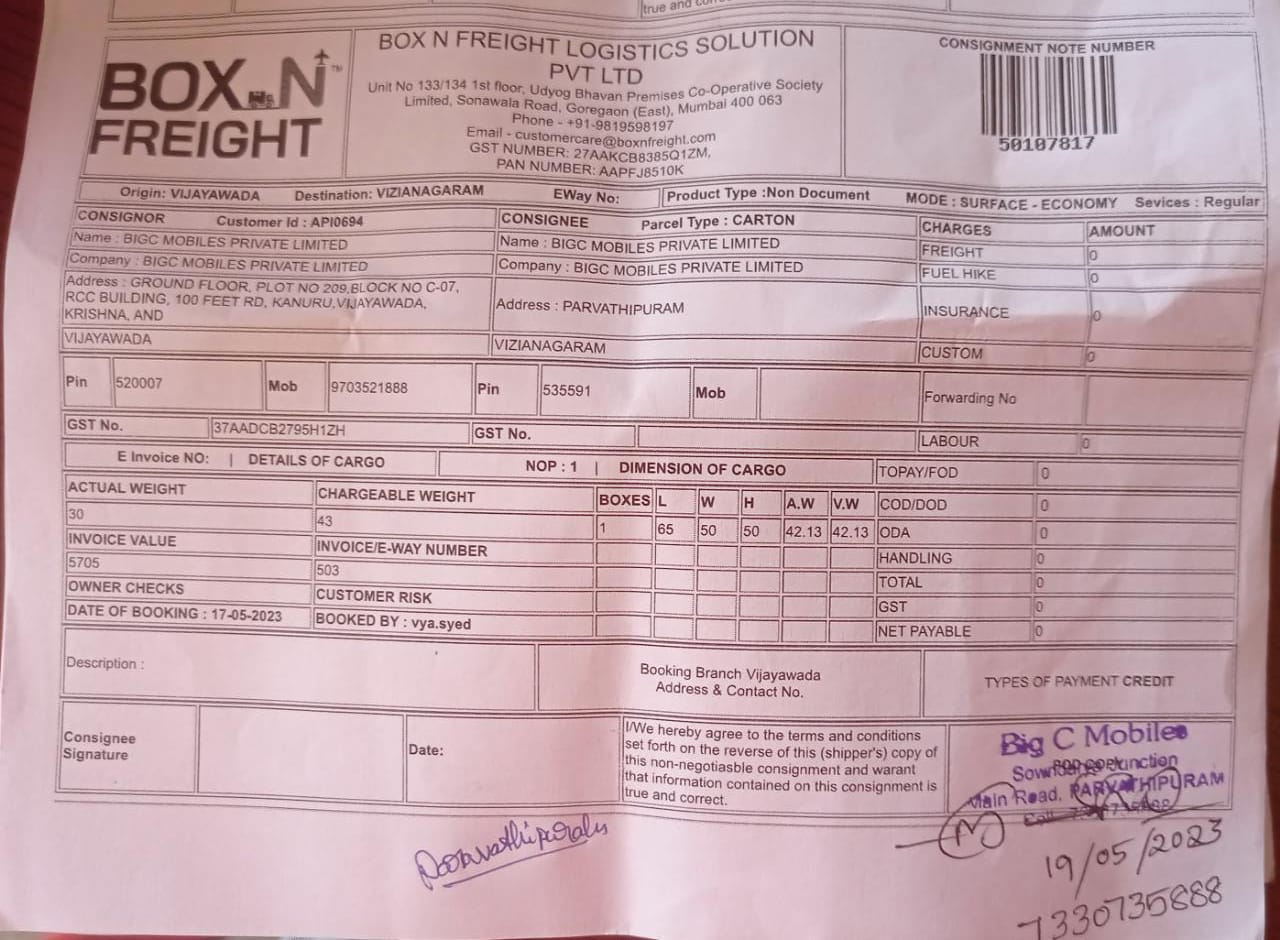 true and
BOX N FREIGHT LOGISTICS SOLUTION
PVT LTD
Unit No 133/134 1st floor, Udyog Bhavan Premises Co-Operative Society
Limited, Sonawala Road, Goregaon (East), Mumbai 400 063
Phone - +91-9819598197
Email - customercare@boxnfreight.com
GST NUMBER: 27AAKCB8385Q1ZM,
PAN NUMBER: AAPFJ8510K
BOX N ™
FREIGHT
CONSIGNMENT NOTE NUMBER
50107817
Origin: VIJAYAWADA Destination: VIZIANAGARAM EWay No: Product Type :Non Document MODE : SURFACE - ECONOMY Sevices : Regular
CONSIGNOR Customer Id : API0694 CONSIGNEE Parcel Type : CARTON CHARGES AMOUNT
Name : BIGC MOBILES PRIVATE LIMITED Name : BIGC MOBILES PRIVATE LIMITED FREIGHT 0
Company : BIGC MOBILES PRIVATE LIMITED Company : BIGC MOBILES PRIVATE LIMITED FUEL HIKE 0
Address : GROUND FLOOR, PLOT NO 209,BLOCK NO C-07,
RCC BUILDING, 100 FEET RD, KANURU,VIJAYAWADA,
KRISHNA, AND
Address : PARVATHIPURAM INSURANCE 0
VIJAYAWADA VIZIANAGARAM CUSTOM 0
Pin 520007 Mob 9703521888 Pin 535591 Mob Forwarding No
GST No. 37AADCB2795H1ZH GST No. LABOUR 0
E Invoice NO: | DETAILS OF CARGO NOP : 1 | DIMENSION OF CARGO TOPAY/FOD 0
ACTUAL WEIGHT CHARGEABLE WEIGHT BOXES L W H A.W V.W COD/DOD 0
30 43 1 65 50 50 42.13 42.13 ODA 0
INVOICE VALUE INVOICE/E-WAY NUMBER HANDLING 0
5705 503 TOTAL 0
OWNER CHECKS CUSTOMER RISK GST 0
DATE OF BOOKING : 17-05-2023 BOOKED BY : vya.syed NET PAYABLE 0
Description :
Booking Branch Vijayawada
Address & Contact No.
TYPES OF PAYMENT CREDIT
Consignee
Signature
Date:
I/We hereby agree to the terms and conditions
set forth on the reverse of this (shipper's) copy of
this non-negotiasble consignment and warant
that information contained on this consignment is
true and correct.
POD COPY
Big C Mobiles
Junction
Main Road, PARVATHIPURAM
Cell
Parvathipuram
19/05/2023
7330735888